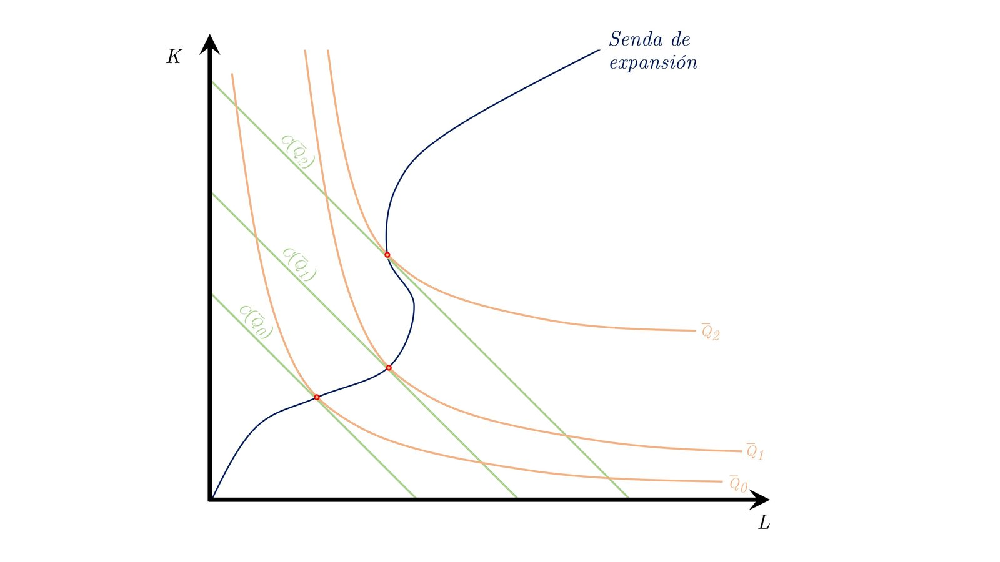 Senda de
expansión
K
C(Q̅₂)
C(Q̅₁)
C(Q̅₀)
Q̅₂
Q̅₁
Q̅₀
L